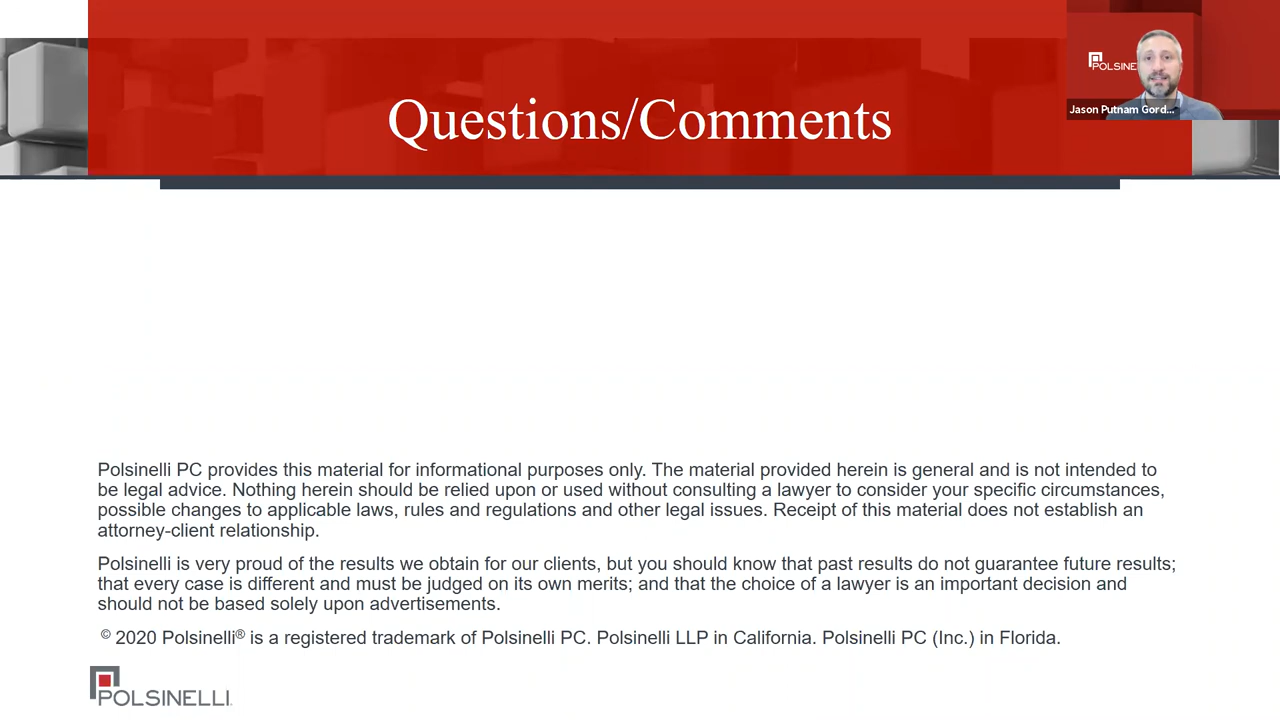 Questions/Comments
POLSINE
Jason Putnam Gord...
Polsinelli PC provides this material for informational purposes only. The material provided herein is general and is not intended to
be legal advice. Nothing herein should be relied upon or used without consulting a lawyer to consider your specific circumstances,
possible changes to applicable laws, rules and regulations and other legal issues. Receipt of this material does not establish an
attorney-client relationship.
Polsinelli is very proud of the results we obtain for our clients, but you should know that past results do not guarantee future results;
that every case is different and must be judged on its own merits; and that the choice of a lawyer is an important decision and
should not be based solely upon advertisements.
© 2020 Polsinelli® is a registered trademark of Polsinelli PC. Polsinelli LLP in California. Polsinelli PC (Inc.) in Florida.
POLSINELLI